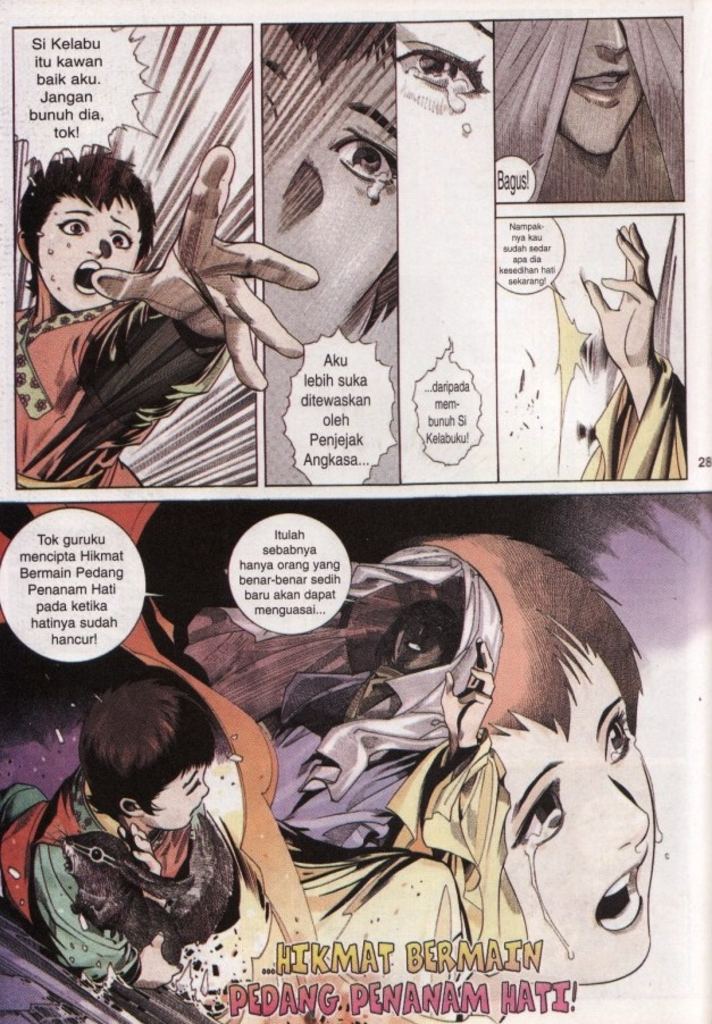 Si Kelabu
itu kawan
baik aku.
Jangan
bunuh dia,
tok!
Aku
lebih suka
ditewaskan
oleh
Penjejak
Angkasa...
...daripada
mem-
bunuh Si
Kelabuku!
Bagus!
Nampak-
nya kau
sudah sedar
apa dia
kesedihan hati
sekarang!
28
Tok guruku
mencipta Hikmat
Bermain Pedang
Penanam Hati
pada ketika
hatinya sudah
hancur!
Itulah
sebabnya
hanya orang yang
benar-benar sedih
baru akan dapat
menguasai...
...HIKMAT BERMAIN
PEDANG PENANAM HATI!